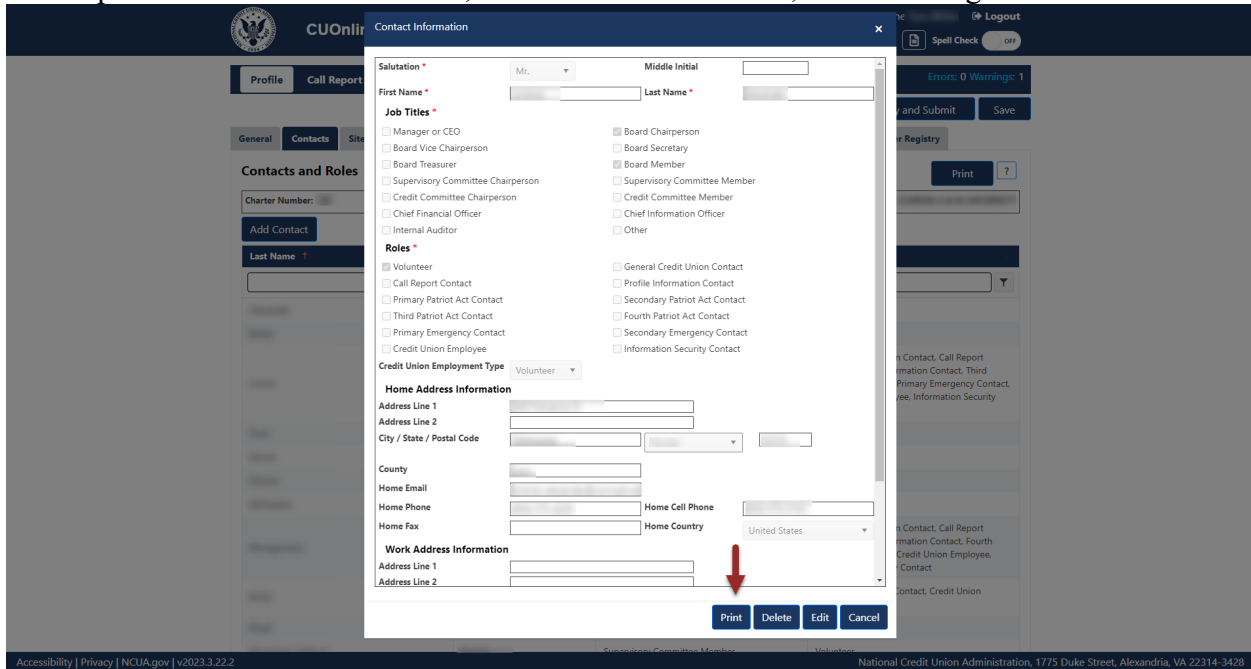 CUOnlin
Contact Information
×
Logout
Spell Check OFF
Profile Call Report
Errors: 0 Warnings: 1
and Submit Save
General Contacts Site
Registry
Contacts and Roles
Print ?
Charter Number:
Add Contact
Last Name ↑
Salutation * Mr. Middle Initial
First Name * Last Name *
Job Titles *
Manager or CEO Board Chairperson
Board Vice Chairperson Board Secretary
Board Treasurer Board Member
Supervisory Committee Chairperson Supervisory Committee Member
Credit Committee Chairperson Credit Committee Member
Chief Financial Officer Chief Information Officer
Internal Auditor Other
Roles *
Volunteer General Credit Union Contact
Call Report Contact Profile Information Contact
Primary Patriot Act Contact Secondary Patriot Act Contact
Third Patriot Act Contact Fourth Patriot Act Contact
Primary Emergency Contact Secondary Emergency Contact
Credit Union Employee Information Security Contact
Credit Union Employment Type Volunteer
Home Address Information
Address Line 1
Address Line 2
City / State / Postal Code
County
Home Email
Home Phone Home Cell Phone
Home Fax Home Country United States
Work Address Information
Address Line 1
Address Line 2
Print Delete Edit Cancel
n Contact, Call Report
rmation Contact, Third
Primary Emergency Contact,
yee, Information Security
n Contact, Call Report
rmation Contact, Fourth
Credit Union Employee,
Contact
Contact, Credit Union
Supervisory Committee Member Volunteer
Accessibility | Privacy | NCUA.gov | v2023.3.22.2
National Credit Union Administration, 1775 Duke Street, Alexandria, VA 22314-3428